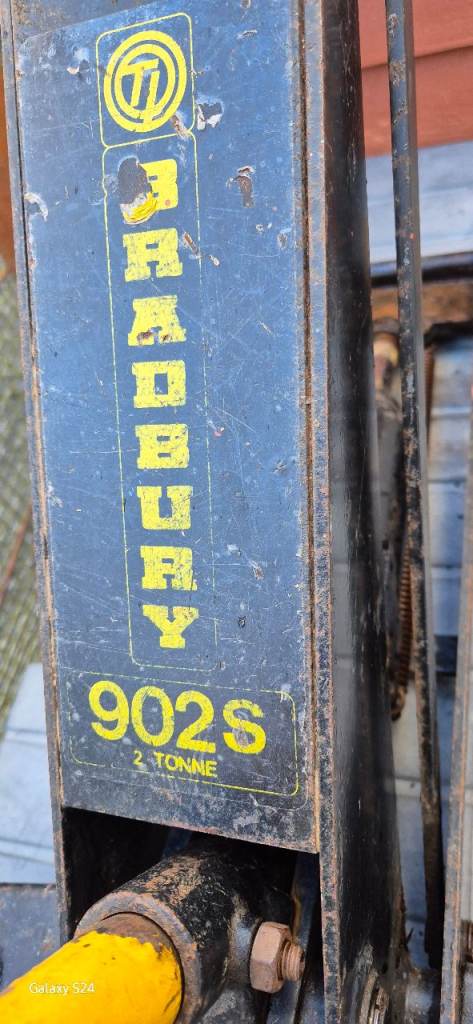 TI
BRADBURY
902S
2 TONNE
Galaxy S24